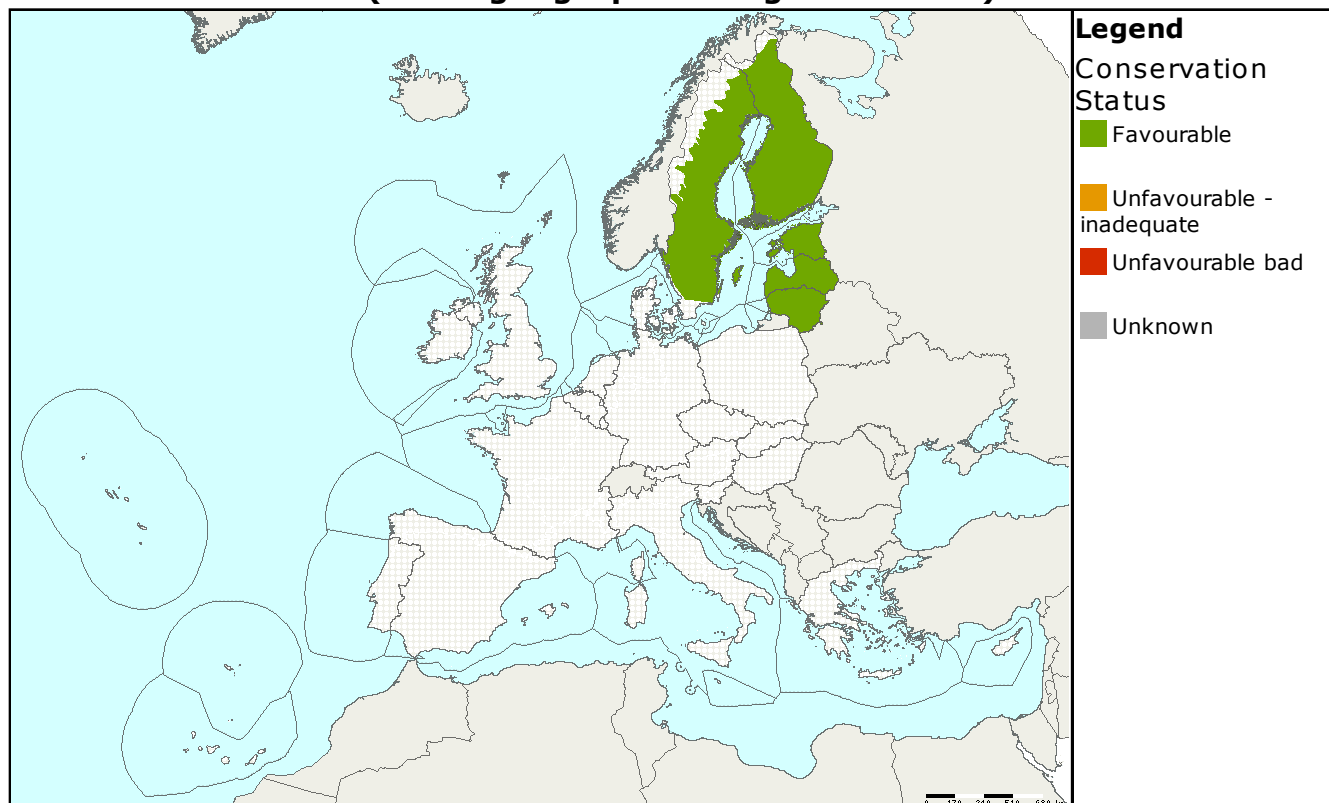 Legend
Conservation
Status
Favourable
Unfavourable -
inadequate
Unfavourable bad
Unknown